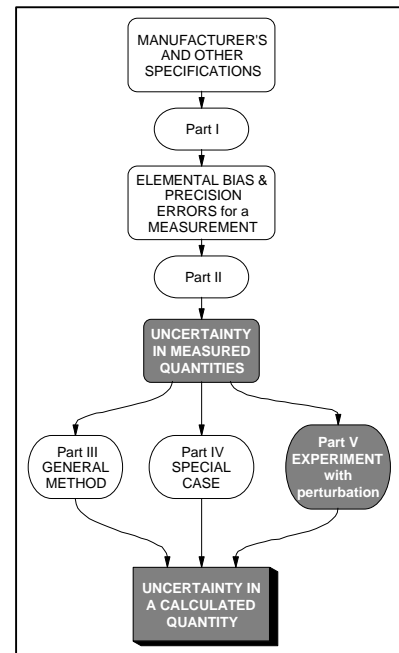 MANUFACTURER'S
AND OTHER
SPECIFICATIONS
Part I
ELEMENTAL BIAS &
PRECISION
ERRORS for a
MEASUREMENT
Part II
UNCERTAINTY
IN MEASURED
QUANTITIES
Part III
GENERAL
METHOD
Part IV
SPECIAL
CASE
Part V
EXPERIMENT
with
perturbation
UNCERTAINTY IN
A CALCULATED
QUANTITY